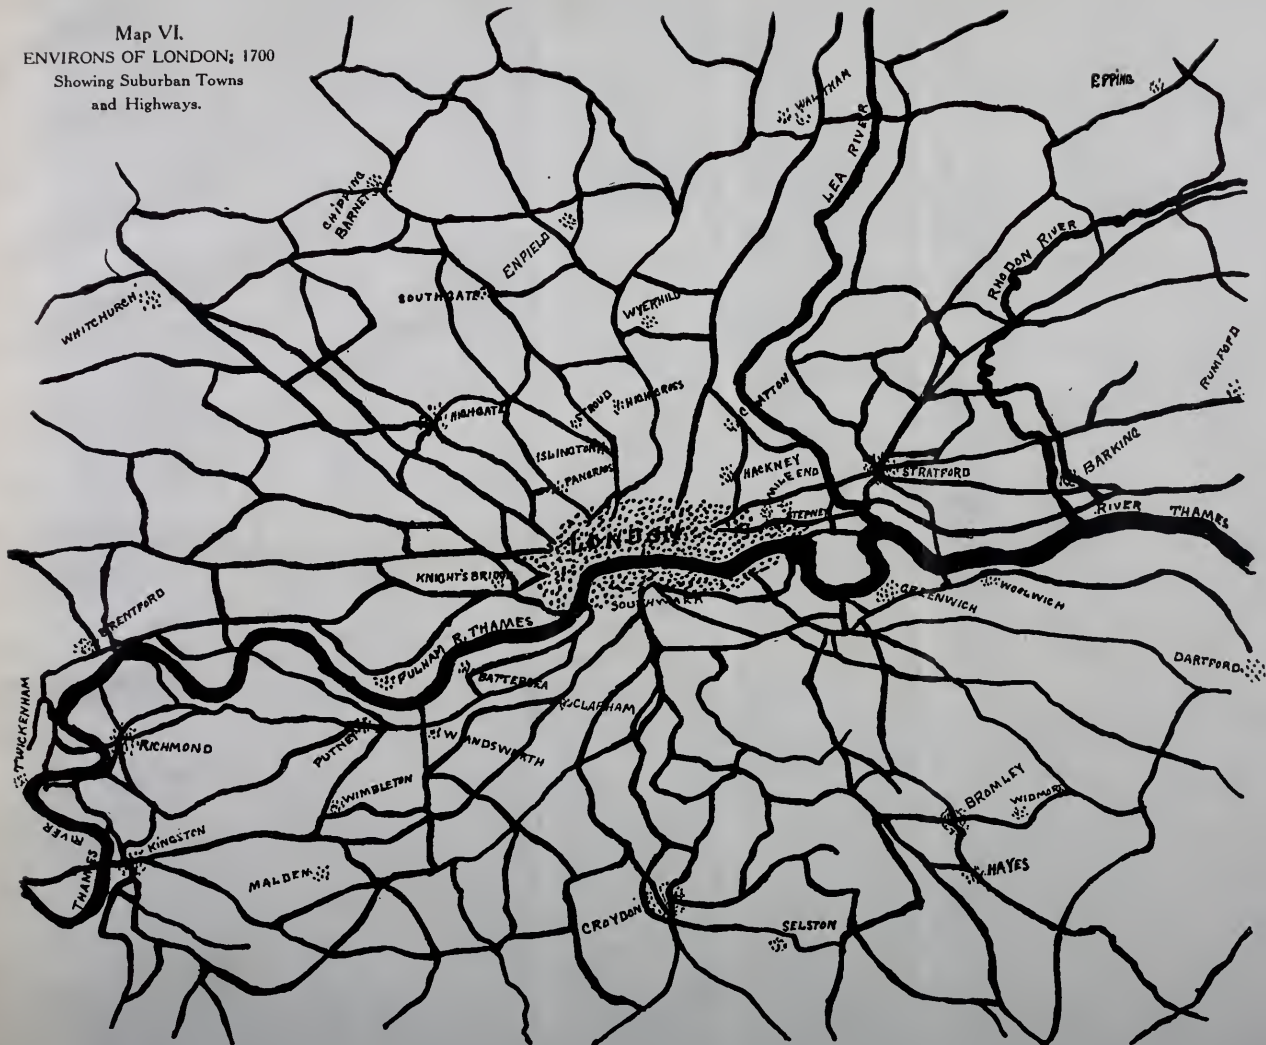 Map VI.
ENVIRONS OF LONDON; 1700
Showing Suburban Towns
and Highways.
EPPING
WALTHAM
LEA RIVER
CHIPPING
BARNET
ENFIELD
RHODON RIVER
SOUTHGATE
WHITCHURCH
WYERHILL
RUMFORD
CLAPTON
HIGHGATE
STROUD
HIGHCROSS
ISLINGTON
PANCRIOS
HACKNEY
MILE END
STRATFORD
BARKING
STEPNEY
RIVER THAMES
LONDON
KNIGHT'S BRIDG
SOUTHWARK
GREENWICH
WOOLWICH
BRENTFORD
R. THAMES
FULHAM
BATTERSEA
DARTFORD
TWICKENHAM
CLAPHAM
RICHMOND
PUTNEY
WANDSWORTH
WIMBLETON
BROMLEY
WIDMORE
RIVER
THAMES
KINGSTON
MALDEN
HAYES
CROYDON
SELSTON